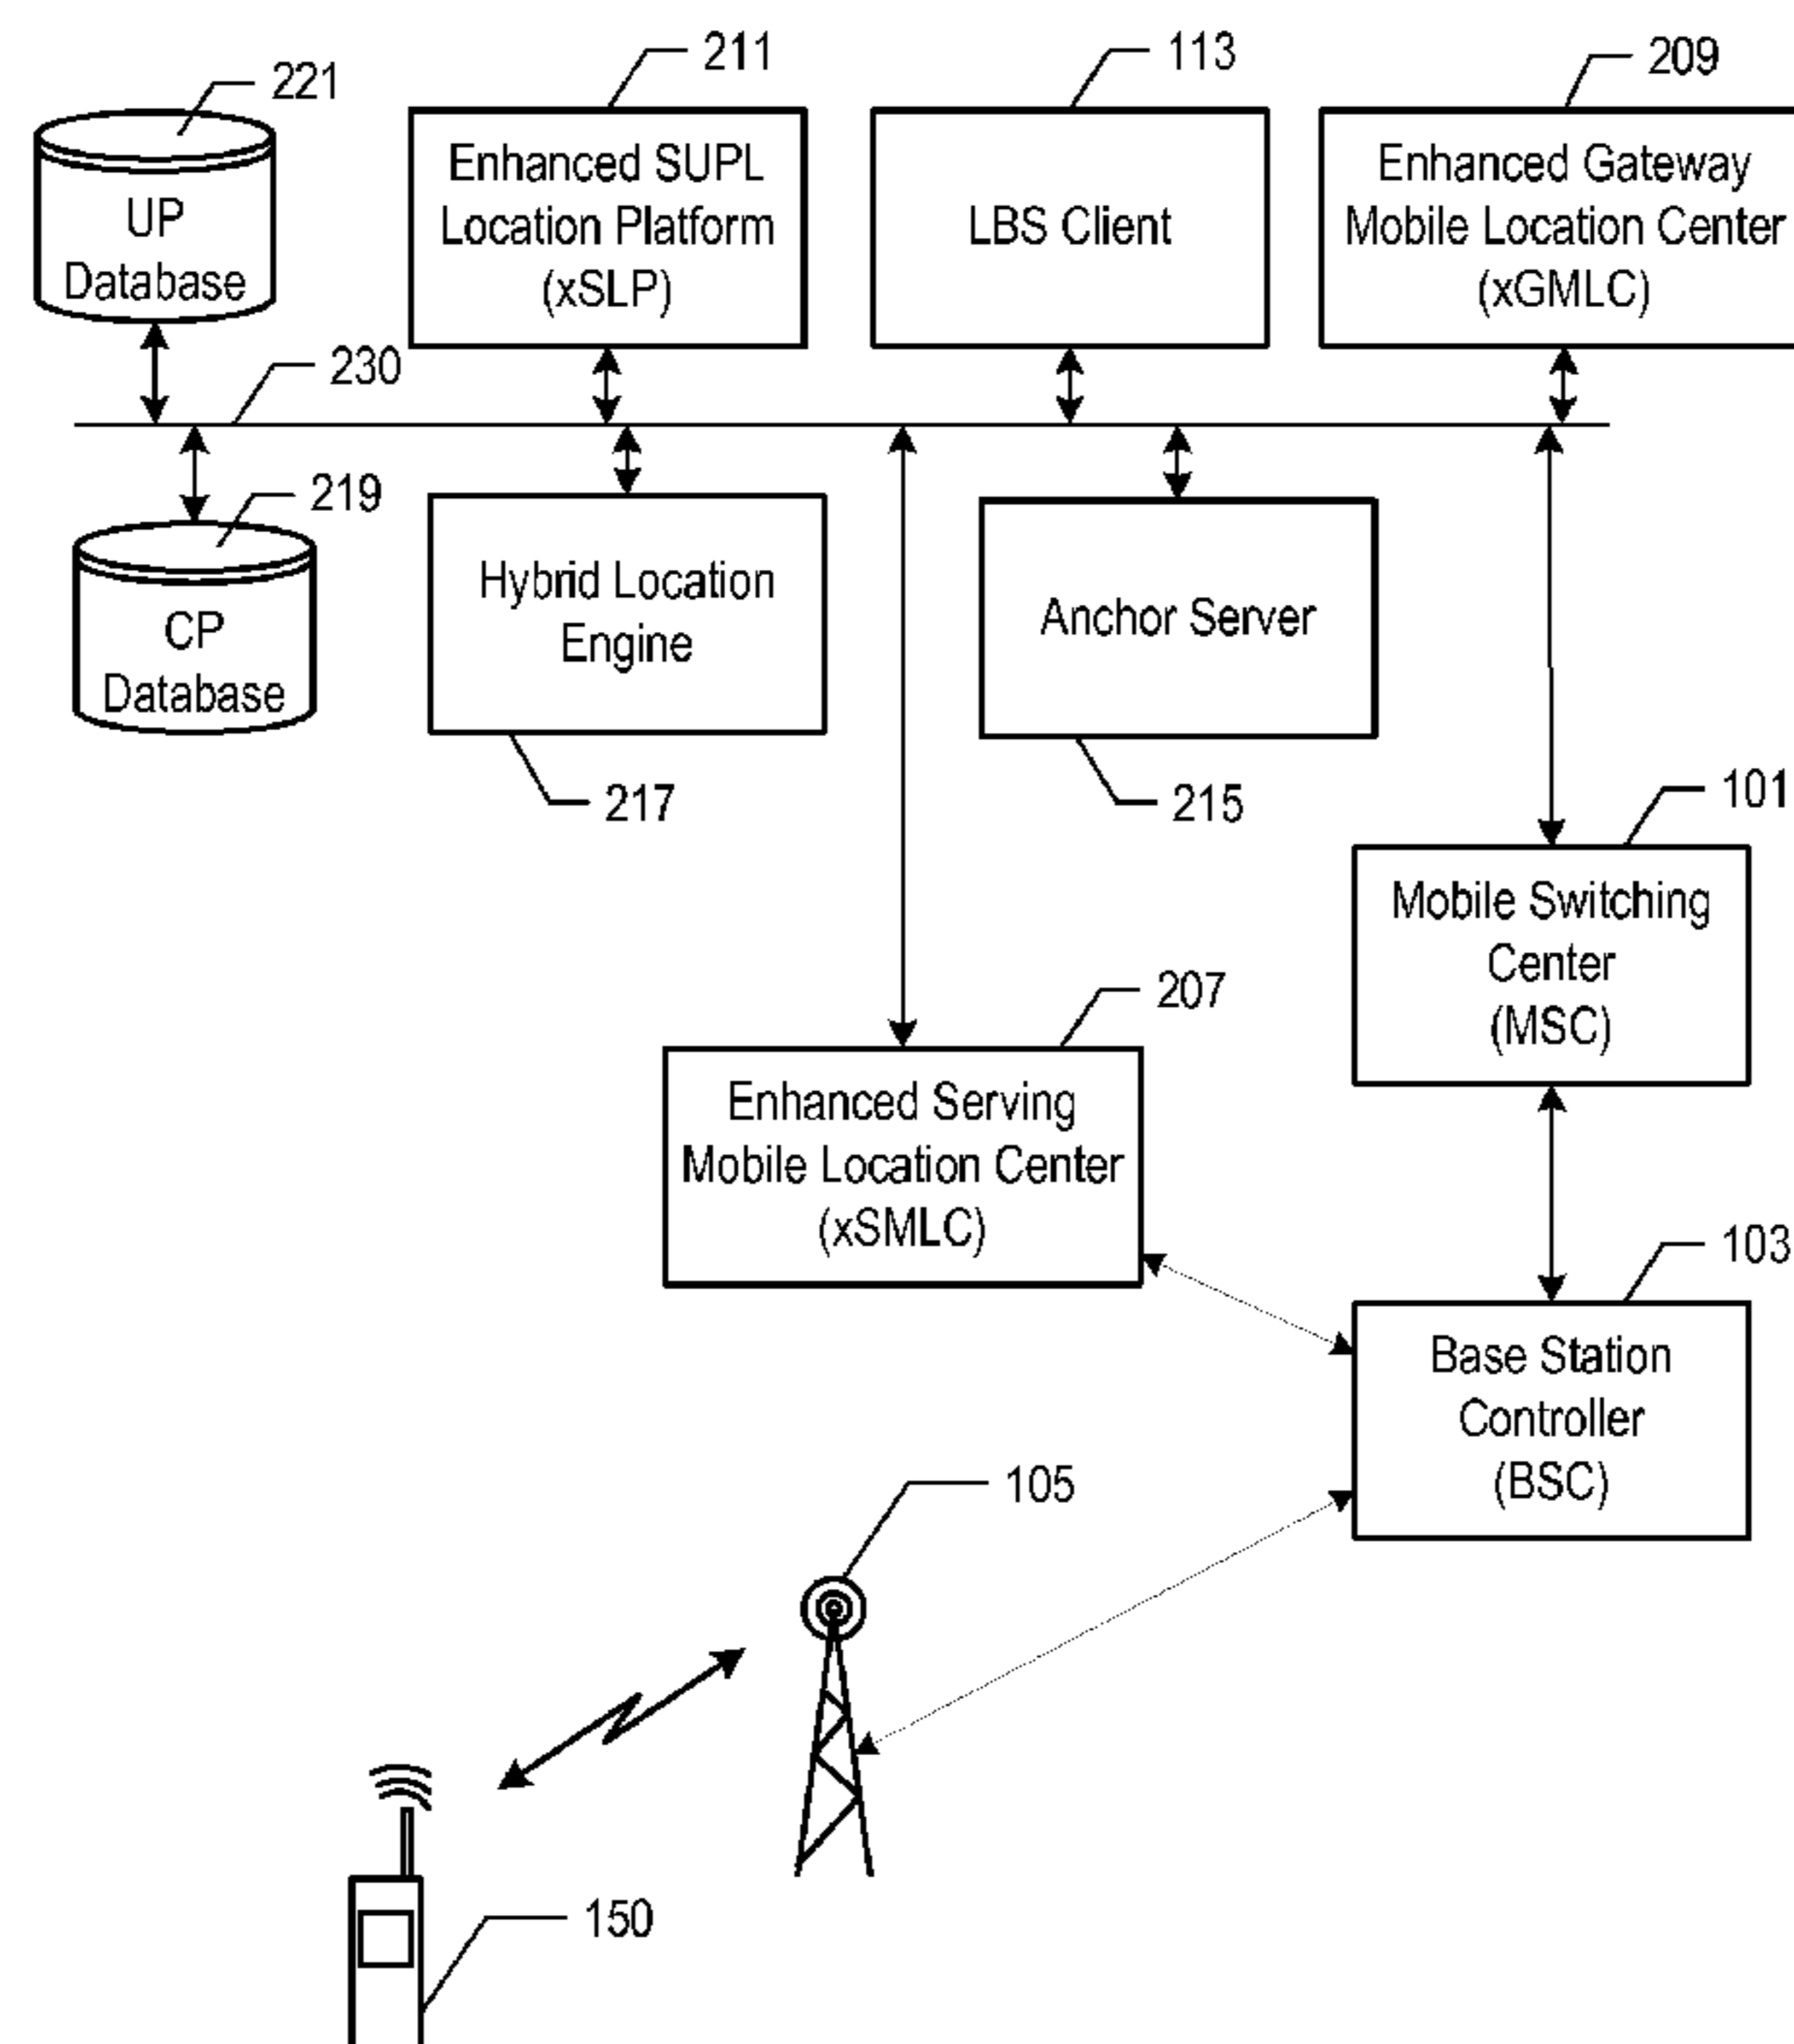 221
211
113
209
UP
Database
Enhanced SUPL
Location Platform
(xSLP)
LBS Client
Enhanced Gateway
Mobile Location Center
(xGMLC)
230
219
CP
Database
Hybrid Location
Engine
Anchor Server
217
215
101
Mobile Switching
Center
(MSC)
207
Enhanced Serving
Mobile Location Center
(xSMLC)
103
Base Station
Controller
(BSC)
105
150